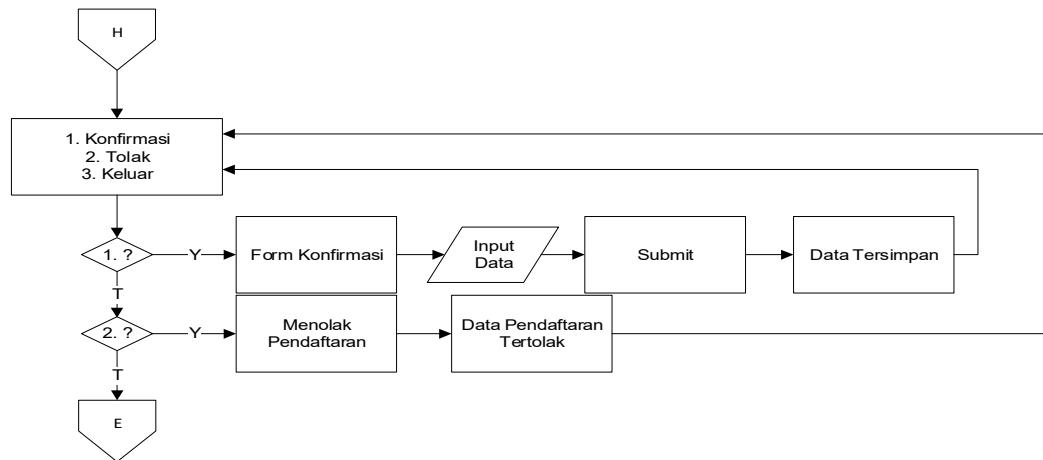 H
1. Konfirmasi
2. Tolak
3. Keluar
1. ?
Y
Form Konfirmasi
Input
Data
Submit
Data Tersimpan
T
2. ?
Y
Menolak
Pendaftaran
Data Pendaftaran
Tertolak
T
E